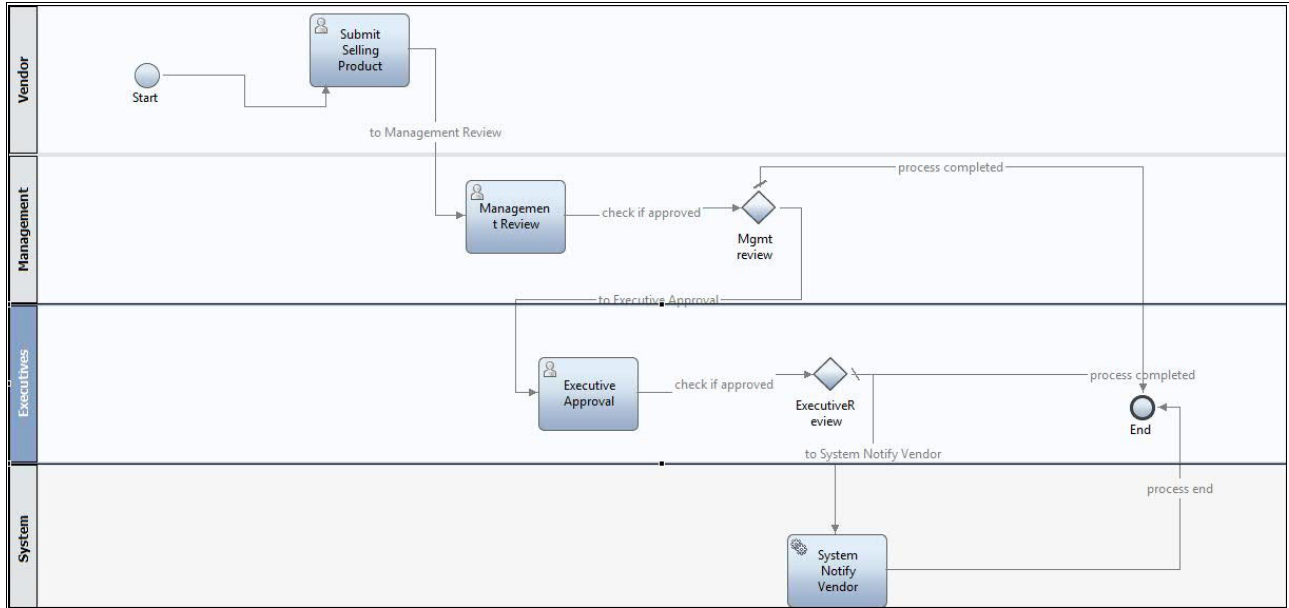 Vendor
Start
Submit
Selling
Product
to Management Review
Management
Managemen
t Review
check if approved
Mgmt
review
process completed
to Executive Approval
Executives
Executive
Approval
check if approved
ExecutiveR
eview
process completed
End
to System Notify Vendor
System
System
Notify
Vendor
process end